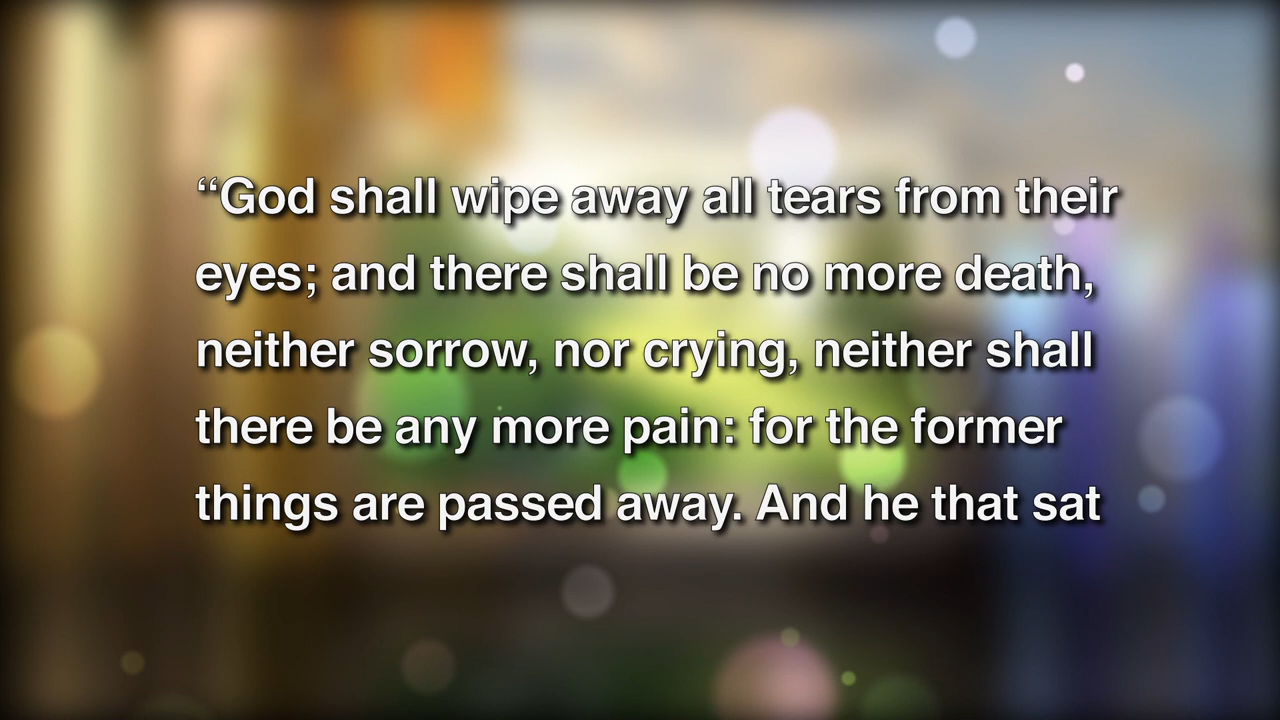 “God shall wipe away all tears from their
eyes; and there shall be no more death,
neither sorrow, nor crying, neither shall
there be any more pain: for the former
things are passed away. And he that sat